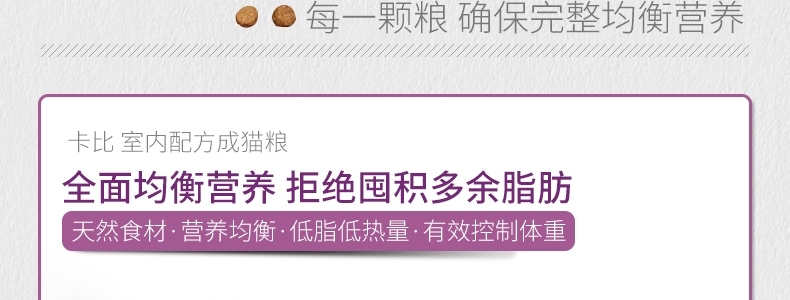 每一颗粮 确保完整均衡营养
卡比 室内配方成猫粮
全面均衡营养 拒绝囤积多余脂肪
天然食材·营养均衡·低脂低热量·有效控制体重